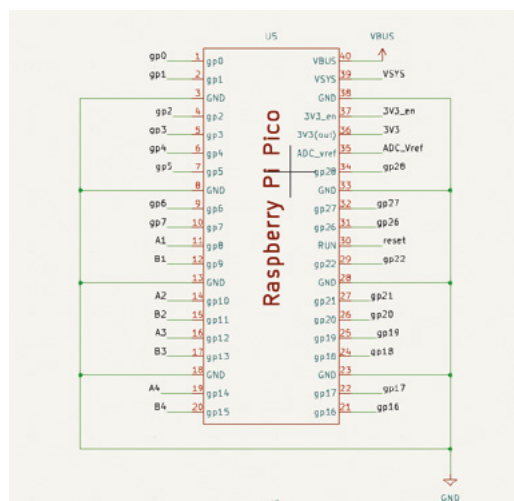 U5
VBUS
gp0 1 gp0 VBUS 40
gp1 2 gp1 VSYS 39 VSYS
3 GND GND 38
gp2 4 gp2 3V3_en 37 3V3_en
gp3 5 gp3 3V3(out) 36 3V3
gp4 6 gp4 ADC_vref 35 ADC_Vref
gp5 7 gp5 gp28 34 gp28
8 GND GND 33
gp6 9 gp6 gp27 32 gp27
gp7 10 gp7 gp26 31 gp26
A1 11 gp8 RUN 30 reset
B1 12 gp9 gp22 29 gp22
13 GND GND 28
A2 14 gp10 gp21 27 gp21
B2 15 gp11 gp20 26 gp20
A3 16 gp12 gp19 25 gp19
B3 17 gp13 gp18 24 gp18
18 GND GND 23
A4 19 gp14 gp17 22 gp17
B4 20 gp15 gp16 21 gp16
Raspberry Pi Pico
GND